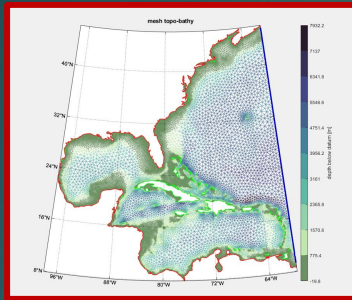 mesh topo-bathy
40°N
32°N
24°N
16°N
8°N
96°W
88°W
80°W
72°W
64°W
7932.2
7137
6341.8
5546.6
4751.4
3956.2
3161
2365.8
1570.6
775.4
-19.8
depth below datum [m]